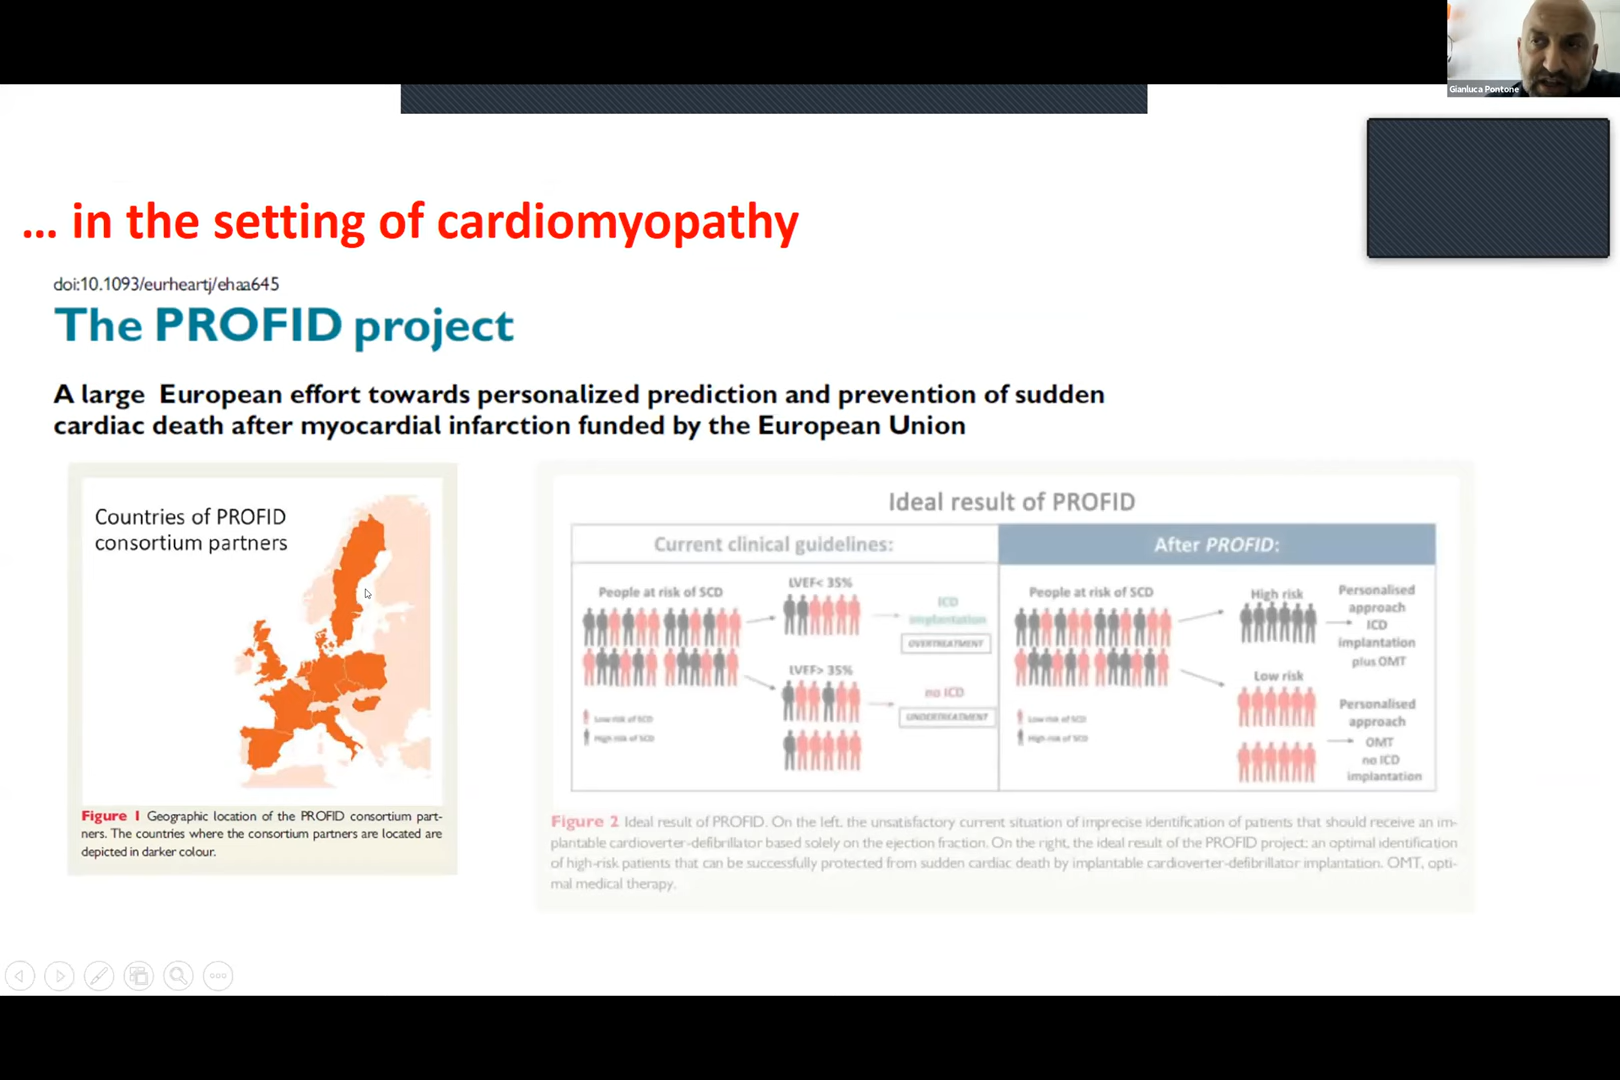 Gianluca Pontone
... in the setting of cardiomyopathy
doi:10.1093/eurheartj/ehaa645
The PROFID project
A large European effort towards personalized prediction and prevention of sudden
cardiac death after myocardial infarction funded by the European Union
Countries of PROFID
consortium partners
Figure 1 Geographic location of the PROFID consortium part-
ners. The countries where the consortium partners are located are
depicted in darker colour.
Ideal result of PROFID
Current clinical guidelines:
People at risk of SCD
LVEF< 35%
ICD
implantation
OVERTREATMENT
LVEF> 35%
no ICD
UNDERTREATMENT
Low risk of SCD
High risk of SCD
After PROFID:
People at risk of SCD
High risk
Personalised
approach
ICD
implantation
plus OMT
Low risk
Personalised
approach
OMT
no ICD
implantation
Low risk of SCD
High risk of SCD
Figure 2 Ideal result of PROFID. On the left, the unsatisfactory current situation of imprecise identification of patients that should receive an im-
plantable cardioverter-defibrillator based solely on the ejection fraction. On the right, the ideal result of the PROFID project: an optimal identification
of high-risk patients that can be successfully protected from sudden cardiac death by implantable cardioverter-defibrillator implantation. OMT, opti-
mal medical therapy.